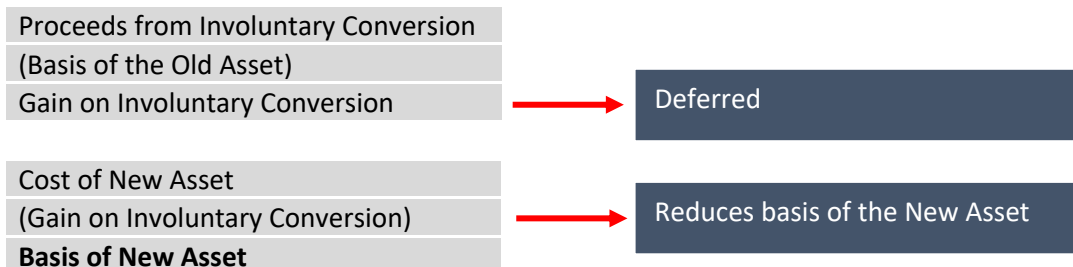 Proceeds from Involuntary Conversion
(Basis of the Old Asset)
Gain on Involuntary Conversion
Deferred
Cost of New Asset
(Gain on Involuntary Conversion)
Reduces basis of the New Asset
Basis of New Asset